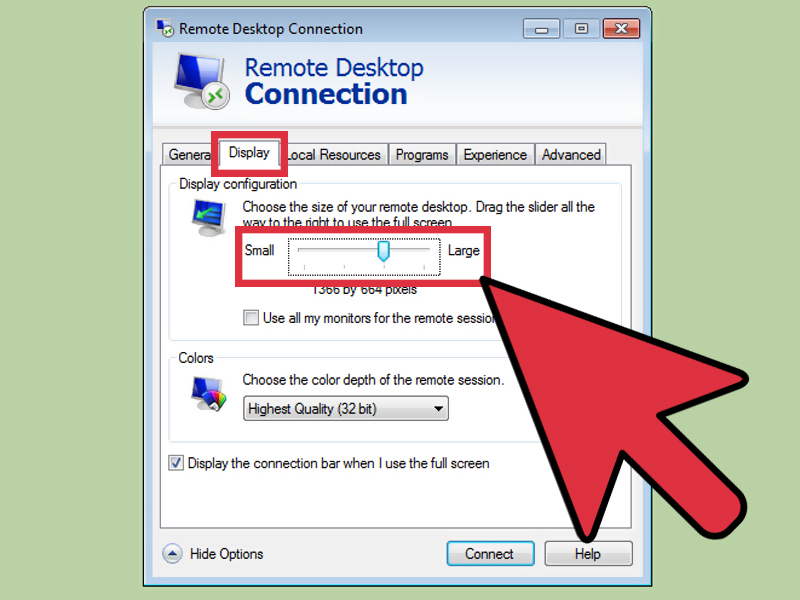 Remote Desktop Connection
Remote Desktop
Connection
General Display Local Resources Programs Experience Advanced
Display configuration
Choose the size of your remote desktop. Drag the slider all the
way to the right to use the full screen.
Small Large
1366 by 664 pixels
Use all my monitors for the remote session
Colors
Choose the color depth of the remote session.
Highest Quality (32 bit)
Display the connection bar when I use the full screen
Hide Options Connect Help